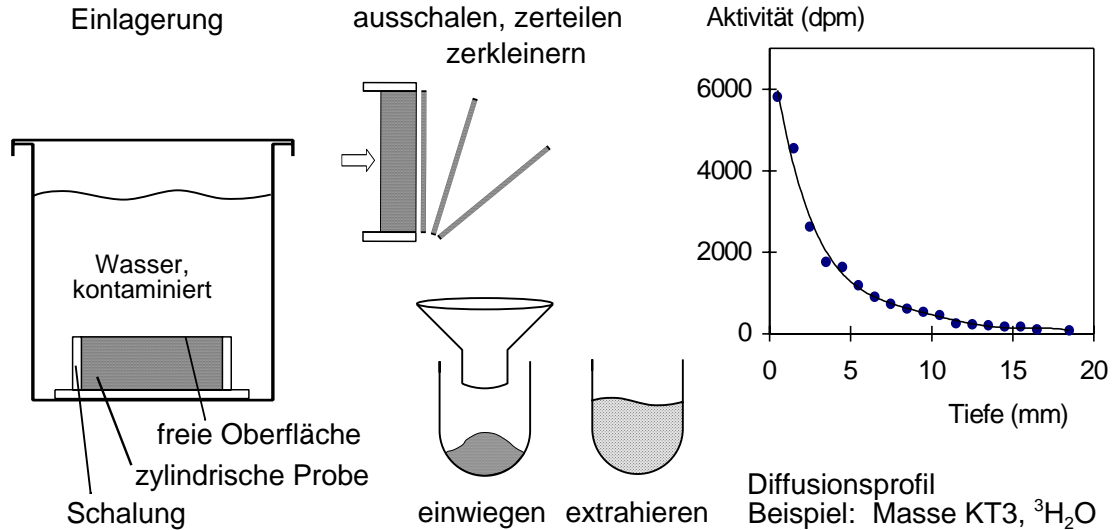 Einlagerung
Wasser,
kontaminiert
freie Oberfläche
zylindrische Probe
Schalung
ausschalen, zerteilen
zerkleinern
einwiegen
extrahieren
Aktivität (dpm)
6000
4000
2000
0
0 5 10 15 20
Tiefe (mm)
Diffusionsprofil
Beispiel: Masse KT3, ³H₂O